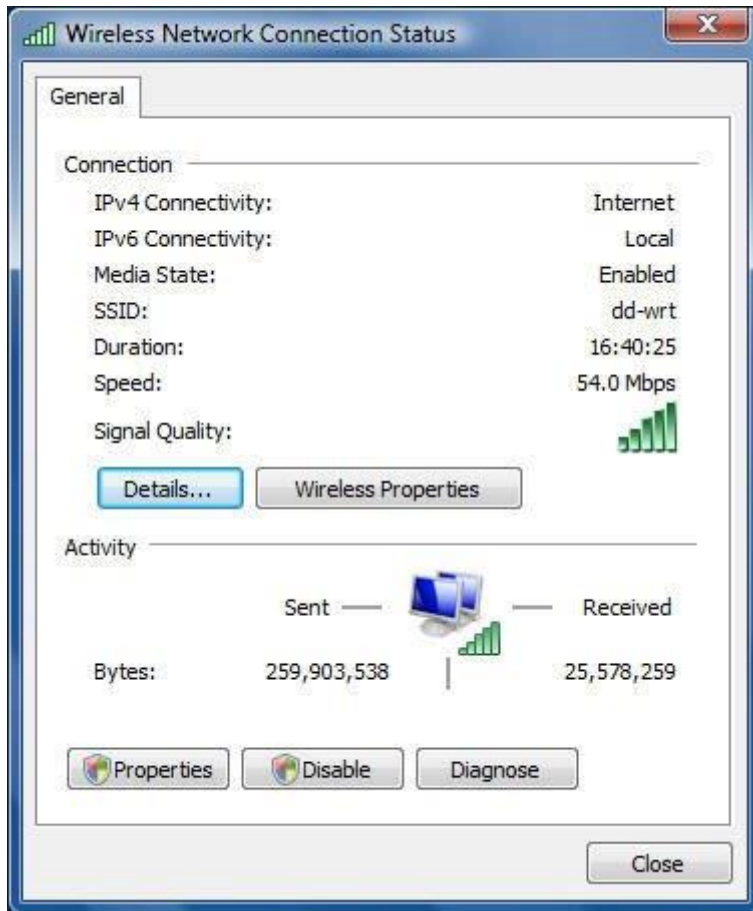 Wireless Network Connection Status
General
Connection
IPv4 Connectivity: Internet
IPv6 Connectivity: Local
Media State: Enabled
SSID: dd-wrt
Duration: 16:40:25
Speed: 54.0 Mbps
Signal Quality:
Details... Wireless Properties
Activity
Sent Received
Bytes: 259,903,538 25,578,259
Properties Disable Diagnose
Close